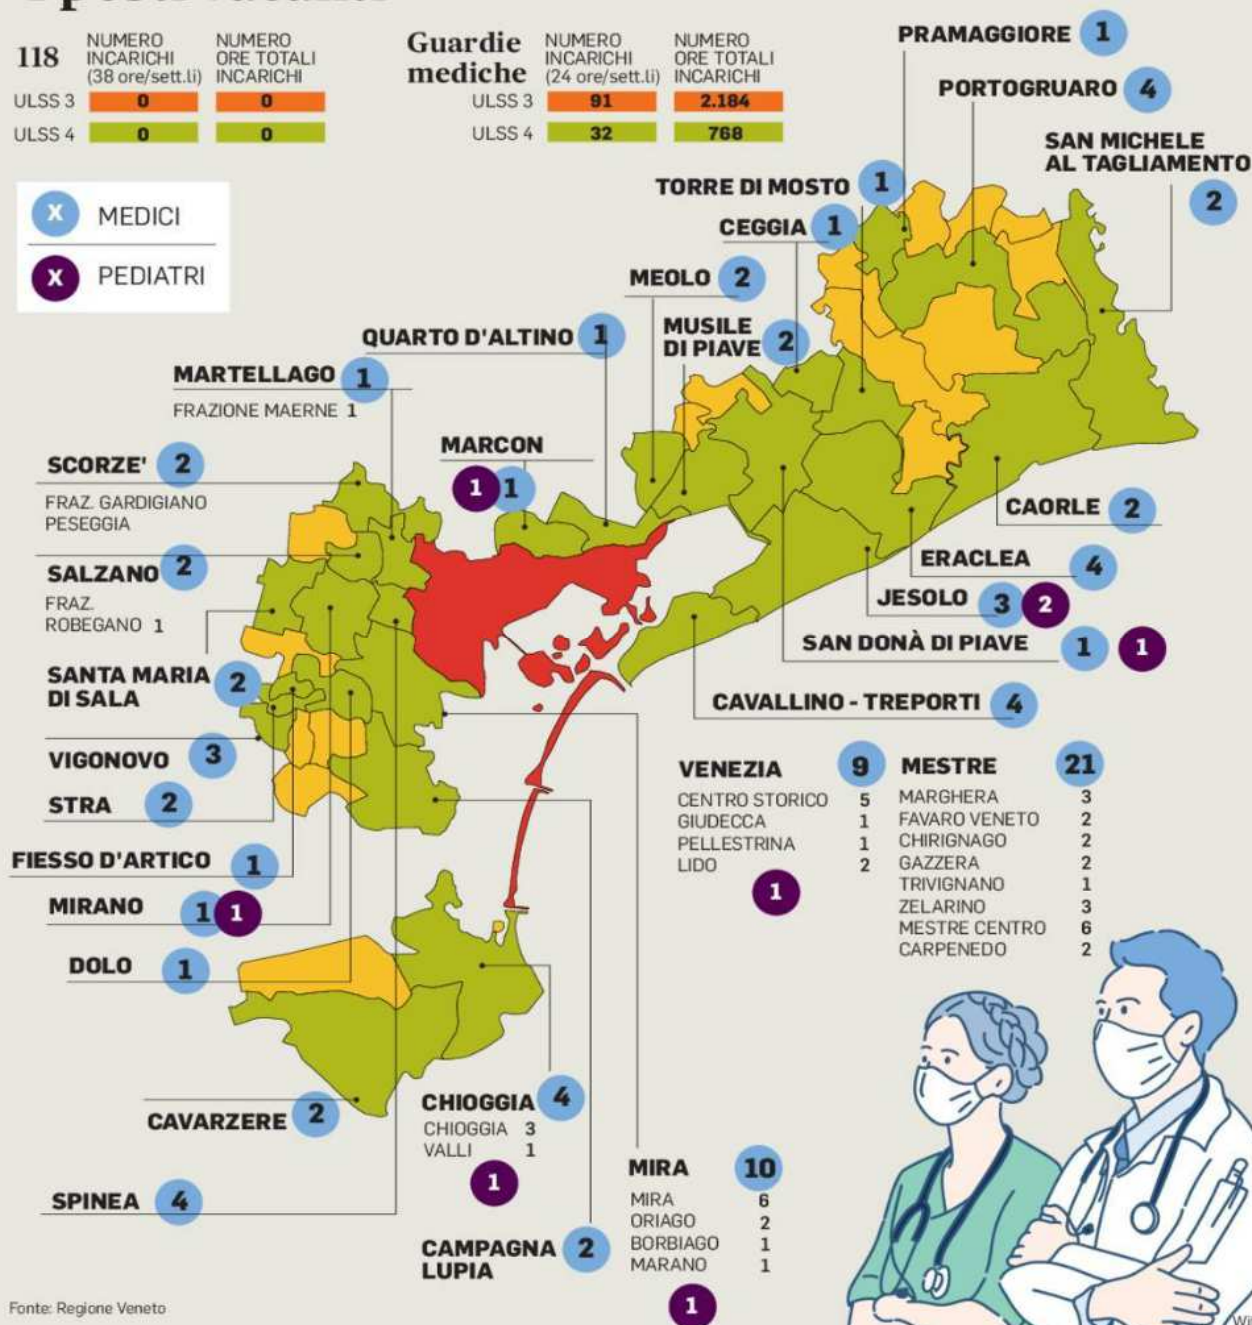 118
NUMERO
INCARICHI
(38 ore/sett.li)
NUMERO
ORE TOTALI
INCARICHI
ULSS 3 0 0
ULSS 4 0 0
Guardie
mediche
NUMERO
INCARICHI
(24 ore/sett.li)
NUMERO
ORE TOTALI
INCARICHI
ULSS 3 91 2.184
ULSS 4 32 768
X MEDICI
X PEDIATRI
PRAMAGGIORE 1
PORTOGRUARO 4
SAN MICHELE
AL TAGLIAMENTO
2
TORRE DI MOSTO 1
CEGGIA 1
MEOLO 2
MUSILE
DI PIAVE 2
QUARTO D'ALTINO 1
MARTELLAGO 1
FRAZIONE MAERNE 1
MARCON
1 1
SCORZE' 2
FRAZ. GARDIGIANO
PESEGGIA
SALZANO 2
FRAZ.
ROBEGANO 1
SANTA MARIA
DI SALA 2
VIGONOVO 3
STRA 2
FIESSO D'ARTICO 1
MIRANO 1 1
DOLO 1
CAVARZERE 2
SPINEA 4
CAORLE 2
ERACLEA 4
JESOLO 3 2
SAN DONÀ DI PIAVE 1 1
CAVALLINO - TREPORTI 4
VENEZIA 9
CENTRO STORICO 5
GIUDECCA 1
PELLESTRINA 1
LIDO 2
1
MESTRE 21
MARGHERA 3
FAVARO VENETO 2
CHIRIGNAGO 2
GAZZERA 2
TRIVIGNANO 1
ZELARINO 3
MESTRE CENTRO 6
CARPENEDO 2
CHIOGGIA 4
CHIOGGIA 3
VALLI 1
1
CAMPAGNA
LUPIA 2
MIRA 10
MIRA 6
ORIAGO 2
BORBIAGO 1
MARANO 1
1
Fonte: Regione Veneto